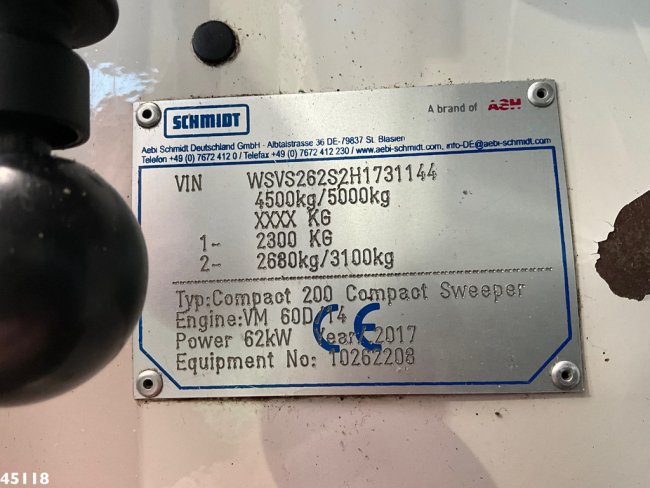 SCHMIDT
A brand of ASH
Aebi Schmidt Deutschland GmbH · Albtalstrasse 36 DE-79837 St. Blasien
Telefon +49 (0) 7672 412 0 / Telefax +49 (0) 7672 412 230 / www.aebi-schmidt.com, info-DE@aebi-schmidt.com
VIN WSVS262S2H1731144
4500kg/5000kg
XXXX KG
1- 2300 KG
2- 2680kg/3100kg
Typ:Compact 200 Compact Sweeper
Engine:VM 60D/14
Power 62kW Year: 2017
Equipment No: 10262208
CE
45118